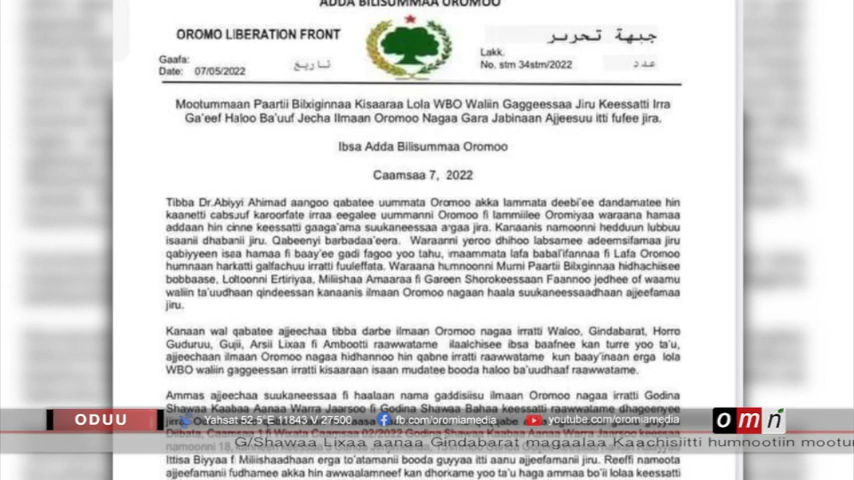 ADDA BILISUMMAA OROMOO
OROMO LIBERATION FRONT
جبهة تحرير
Gaafa:
Date: 07/05/2022
تاريخ
Lakk.
No. stm 34stm/2022
عدد
Mootummaan Paartii Bilxiginnaa Kisaaraa Lola WBO Waliin Gaggeessaa Jiru Keessatti Irra
Ga'eef Haloo Ba'uuf Jecha Ilmaan Oromoo Nagaa Gara Jabinaan Ajjeesuu itti fufee jira.
Ibsa Adda Bilisummaa Oromoo
Caamsaa 7, 2022
Tibba Dr.Abiyyi Ahimad aangoo qabatee uummata Oromoo akka lammata deebi'ee dandamatee hin
kaanetti cabsuuf karoorfate irraa eegalee uummanni Oromoo fi lammiilee Oromiyaa waraana hamaa
addaan hin cinne keessatti gaaga'ama suukaneessaa argaa jira. Kanaanis namoonni hedduun lubbuu
isaanii dhabanii jiru. Qabeenyi barbadaa'eera. Waraanni yeroo dhihoo labsamee adeemsifamaa jiru
qabiyyeen isaa hamaa fi baay'ee gadi fagoo yoo tahu, imaammata lafa babal'ifannaa fi Lafa Oromoo
humnaan harkatti galfachuu irratti fuuleffata. Waraana humnoonni Murni Paartii Bilxginnaa hidhachiisee
bobbaase, Loltoonni Ertiriyaa, Miliishaa Amaaraa fi Gareen Shorokeessaan Faannoo jedhee of waamu
waliin ta'uudhaan qindeessan kanaanis ilmaan Oromoo nagaan haala suukaneessaadhaan ajjeefamaa
jiru.
Kanaan wal qabatee ajjeechaa tibba darbe ilmaan Oromoo nagaa irratti Waloo, Gindabarat, Horro
Guduruu, Gujii, Arsii Lixaa fi Ambootti raawwatame ilaalchisee ibsa baafnee kan turre yoo ta'u,
ajjeechaan ilmaan Oromoo nagaa hidhannoo hin qabne irratti raawwatame kun baay'inaan erga lola
WBO waliin gaggeessan irratti kisaaraan isaan mudatee booda haloo ba'uudhaaf raawwatame.
Ammas ajjeechaa suukaneessaa fi haalaan nama gaddisiisu ilmaan Oromoo nagaa irratti Godina
Shawaa Kaabaa Aanaa Warra Jaarsoo fi Godina Shawaa Bahaa keessatti raawwatame dhageenyee
ODUU
Yahsat 52.5°E 11843 V 27500
fb.com/oromiamedia
youtube.com/oromiamedia
omn
G/Shawaa Lixaa aanaa Gindabarat magaalaa Kaachisiitti humnootiin mootum
Ittisa Biyyaa fi Miliishaadhaan erga to'atamanii booda guyyaa itti aanu ajjeefamanii jiru. Reeffi namoota
ajjeefamanii fudhamee akka hin awwaalamneef kan dhorkame yoo ta'u haga ammaa bo'ii lolaa keessatti